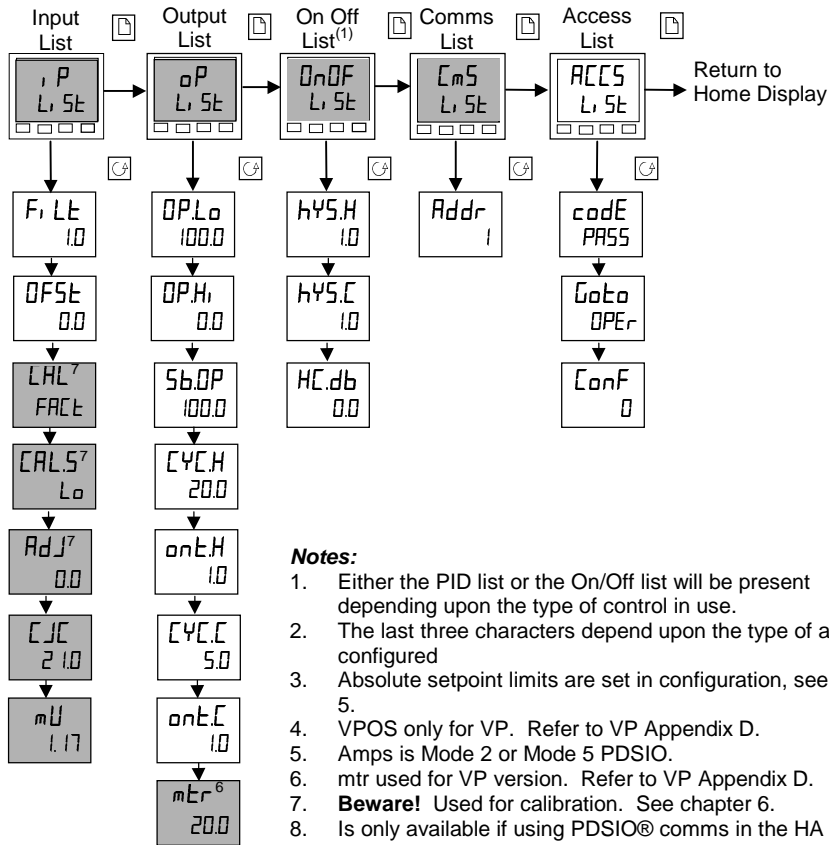 Input List
Output List
On Off List(1)
Comms List
Access List
iP LiSt
oP LiSt
OnOF LiSt
CmS LiSt
ACCS LiSt
Return to
Home Display
FiLt
1.0
OFSt
0.0
LHL7
FACt
CAL.S7
Lo
AdJ7
0.0
CJC
21.0
mV
1.17
OP.Lo
100.0
OP.Hi
0.0
Sb.OP
100.0
CYC.H
20.0
ont.H
1.0
CYC.C
5.0
ont.C
1.0
mtr6
20.0
hYS.H
1.0
hYS.C
1.0
HC.db
0.0
Addr
1
codE
PASS
Goto
OPEr
ConF
0
Notes:
1. Either the PID list or the On/Off list will be present
depending upon the type of control in use.
2. The last three characters depend upon the type of a
configured
3. Absolute setpoint limits are set in configuration, see
5.
4. VPOS only for VP. Refer to VP Appendix D.
5. Amps is Mode 2 or Mode 5 PDSIO.
6. mtr used for VP version. Refer to VP Appendix D.
7. Beware! Used for calibration. See chapter 6.
8. Is only available if using PDSIO® comms in the HA